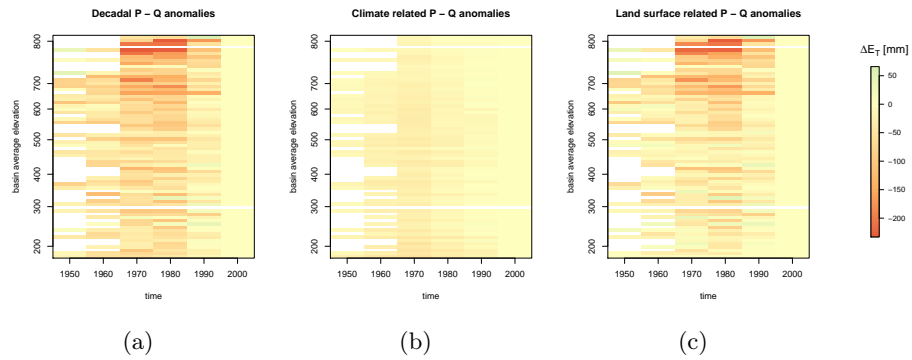 Decadal P − Q anomalies
Climate related P − Q anomalies
Land surface related P − Q anomalies
ΔE_T [mm]
basin average elevation
800
700
600
500
400
300
200
1950 1960 1970 1980 1990 2000
time
basin average elevation
800
700
600
500
400
300
200
1950 1960 1970 1980 1990 2000
time
basin average elevation
800
700
600
500
400
300
200
1950 1960 1970 1980 1990 2000
time
50
0
−50
−100
−150
−200
(a)
(b)
(c)